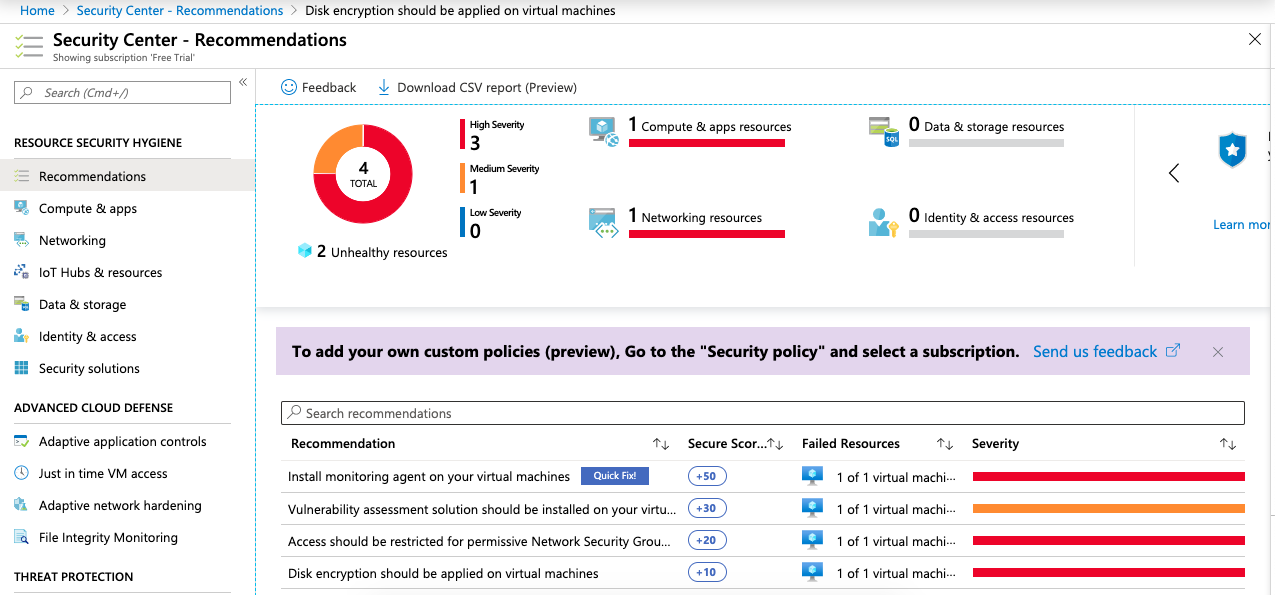 Home > Security Center - Recommendations > Disk encryption should be applied on virtual machines
Security Center - Recommendations
Showing subscription 'Free Trial'
Search (Cmd+/)
RESOURCE SECURITY HYGIENE
Recommendations
Compute & apps
Networking
IoT Hubs & resources
Data & storage
Identity & access
Security solutions
ADVANCED CLOUD DEFENSE
Adaptive application controls
Just in time VM access
Adaptive network hardening
File Integrity Monitoring
THREAT PROTECTION
Feedback
Download CSV report (Preview)
4
TOTAL
2 Unhealthy resources
High Severity
3
Medium Severity
1
Low Severity
0
1 Compute & apps resources
1 Networking resources
SQL
0 Data & storage resources
0 Identity & access resources
Learn mor
To add your own custom policies (preview), Go to the "Security policy" and select a subscription. Send us feedback
Search recommendations
Recommendation Secure Scor... Failed Resources Severity
Install monitoring agent on your virtual machines Quick Fix! +50 1 of 1 virtual machi...
Vulnerability assessment solution should be installed on your virtu... +30 1 of 1 virtual machi...
Access should be restricted for permissive Network Security Grou... +20 1 of 1 virtual machi...
Disk encryption should be applied on virtual machines +10 1 of 1 virtual machi...